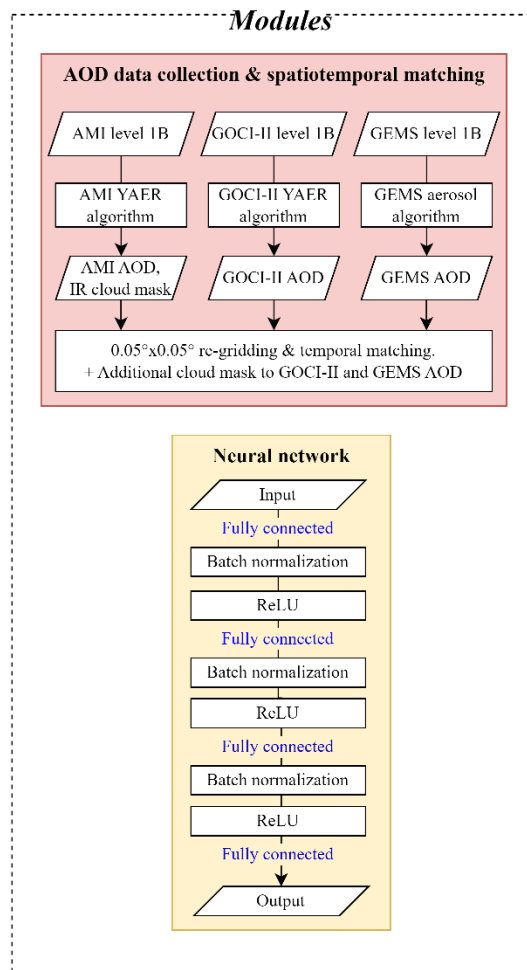 Modules
AOD data collection & spatiotemporal matching
AMI level 1B
GOCI-II level 1B
GEMS level 1B
AMI YAER
algorithm
GOCI-II YAER
algorithm
GEMS aerosol
algorithm
AMI AOD,
IR cloud mask
GOCI-II AOD
GEMS AOD
0.05°x0.05° re-gridding & temporal matching.
+ Additional cloud mask to GOCI-II and GEMS AOD
Neural network
Input
Fully connected
Batch normalization
ReLU
Fully connected
Batch normalization
ReLU
Fully connected
Batch normalization
ReLU
Fully connected
Output